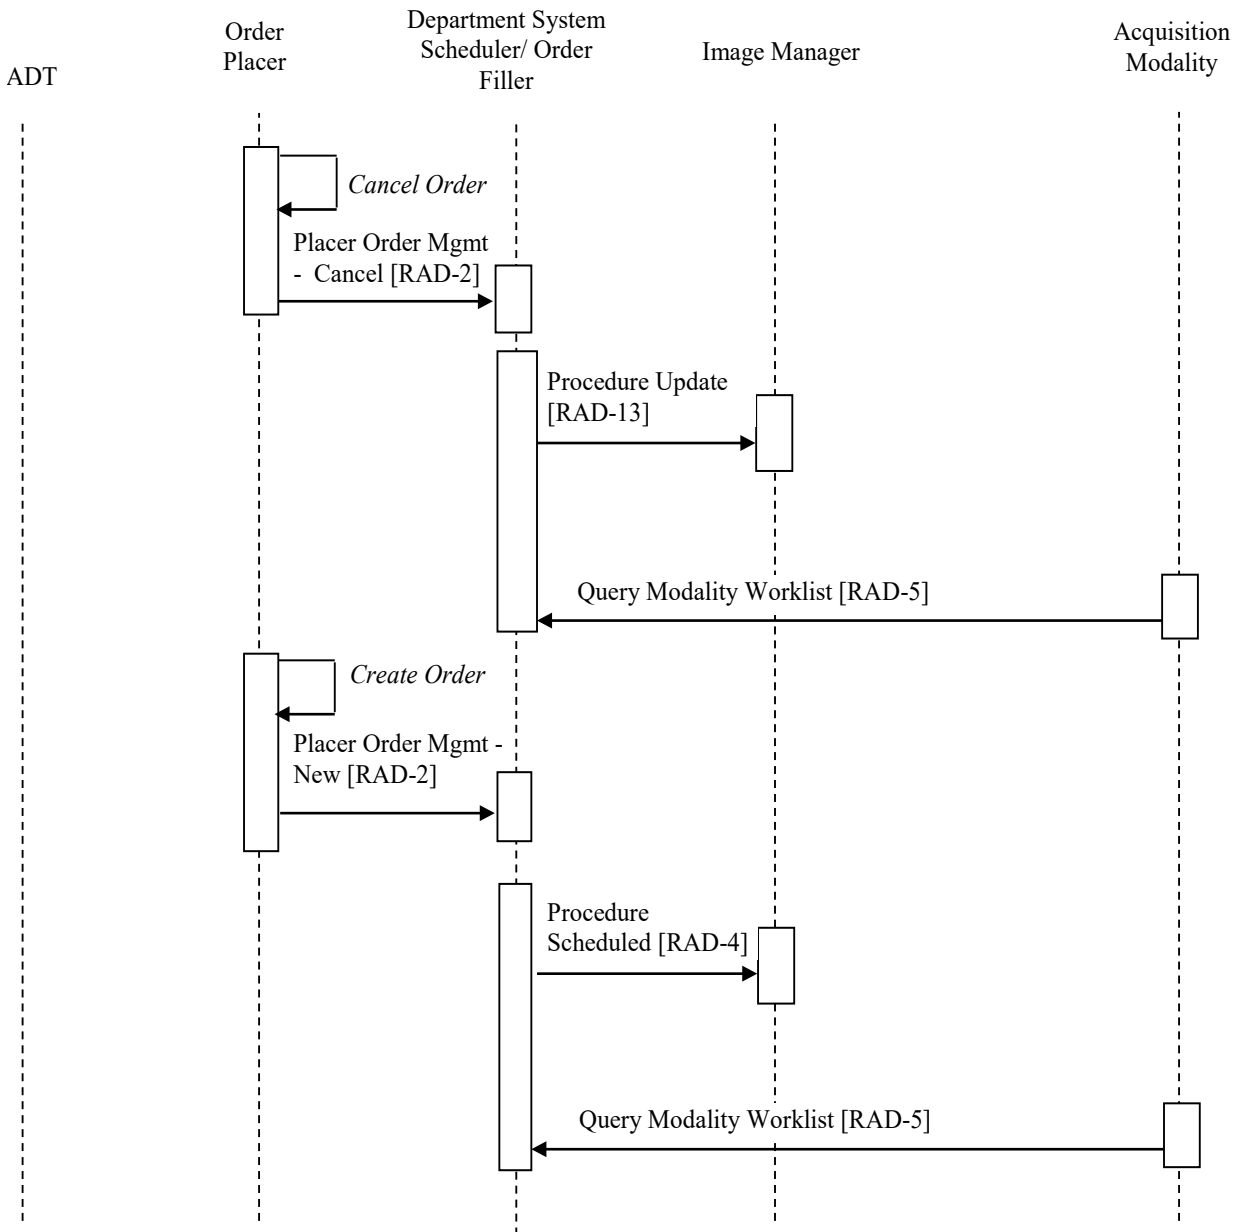 ADT
Order
Placer
Department System
Scheduler/ Order
Filler
Image Manager
Acquisition
Modality
Cancel Order
Placer Order Mgmt
- Cancel [RAD-2]
Procedure Update
[RAD-13]
Query Modality Worklist [RAD-5]
Create Order
Placer Order Mgmt -
New [RAD-2]
Procedure
Scheduled [RAD-4]
Query Modality Worklist [RAD-5]